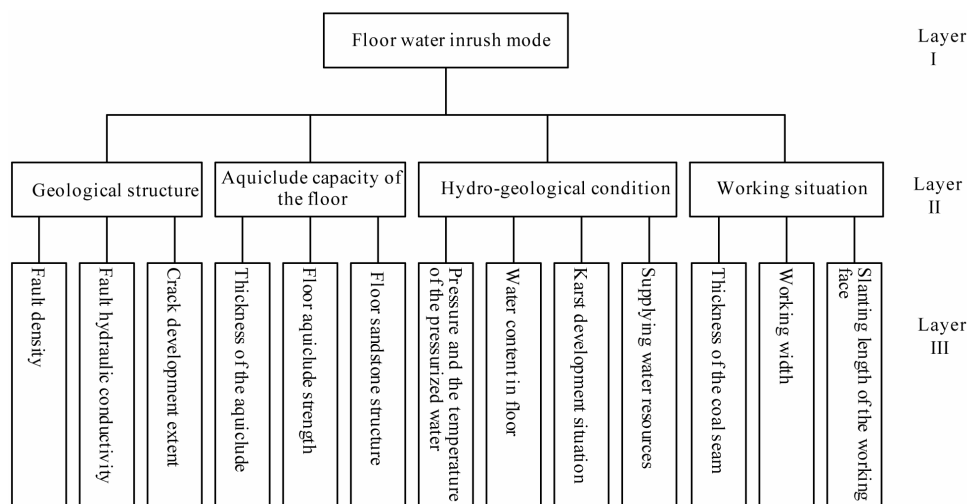 Floor water inrush mode
Layer
I
Geological structure
Aquiclude capacity of
the floor
Hydro-geological condition
Working situation
Layer
II
Fault density
Fault hydraulic conductivity
Crack development extent
Thickness of the aquiclude
Floor aquiclude strength
Floor sandstone structure
Pressure and the temperature
of the pressurized water
Water content in floor
Karst development situation
Supplying water resources
Thickness of the coal seam
Working width
Slanting length of the working
face
Layer
III